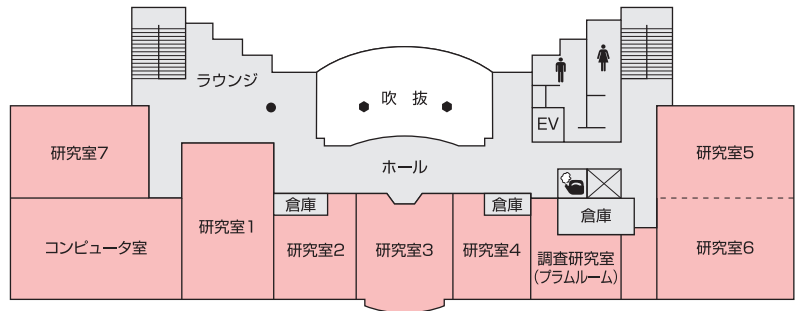 ラウンジ
吹 抜
EV
研究室7
ホール
研究室5
倉庫
倉庫
倉庫
コンピュータ室
研究室1
研究室2
研究室3
研究室4
調査研究室
(プラムルーム)
研究室6